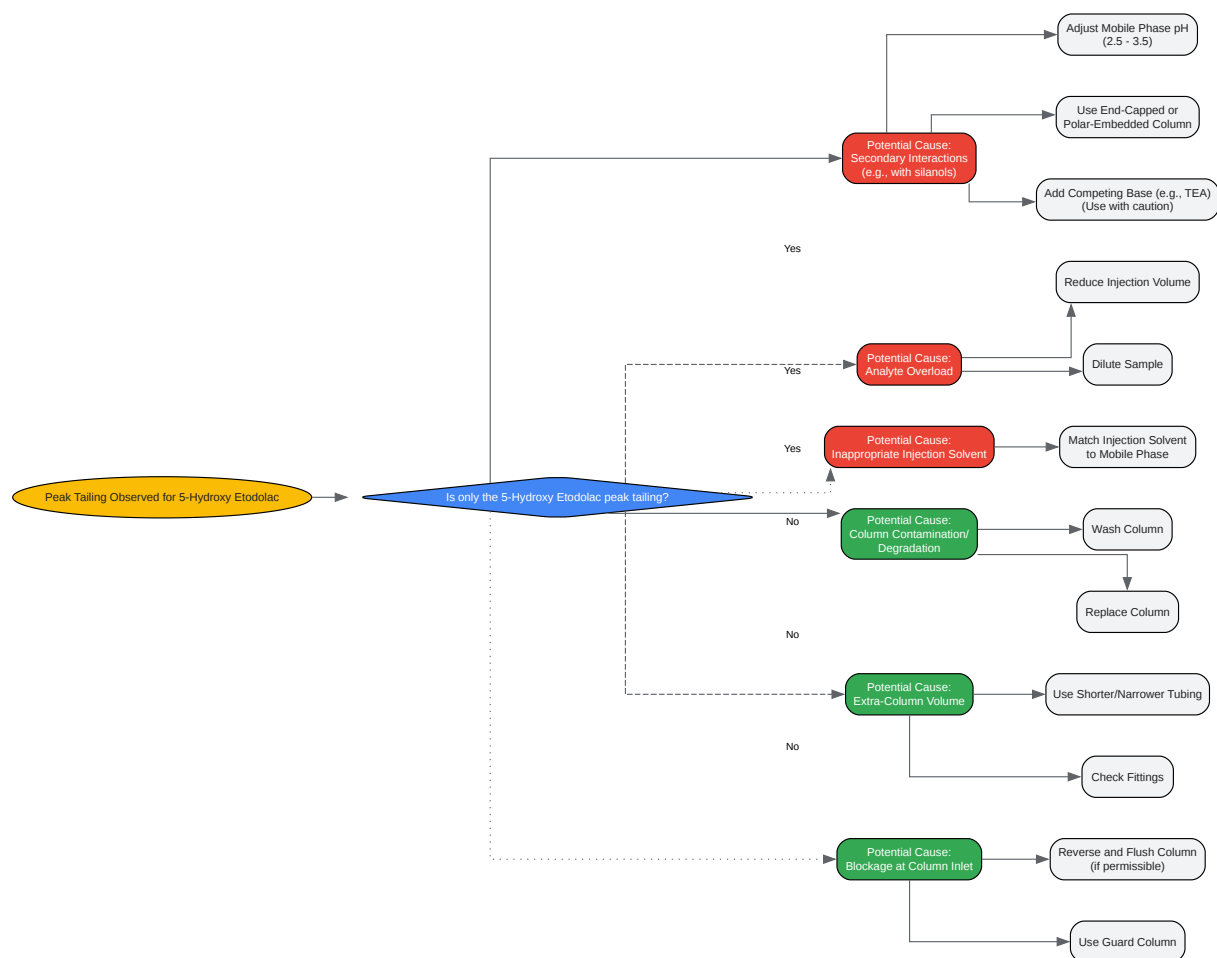 Adjust Mobile Phase pH
(2.5 - 3.5)
Use End-Capped or
Polar-Embedded Column
Potential Cause:
Secondary Interactions
(e.g., with silanols)
Add Competing Base (e.g., TEA)
(Use with caution)
Yes
Reduce Injection Volume
Potential Cause:
Analyte Overload
Yes
Dilute Sample
Yes
Potential Cause:
Inappropriate Injection Solvent
Match Injection Solvent
to Mobile Phase
Peak Tailing Observed for 5-Hydroxy Etodolac
Is only the 5-Hydroxy Etodolac peak tailing?
No
Potential Cause:
Column Contamination/
Degradation
Wash Column
Replace Column
No
Potential Cause:
Extra-Column Volume
Use Shorter/Narrower Tubing
No
Check Fittings
Potential Cause:
Blockage at Column Inlet
Reverse and Flush Column
(if permissible)
Use Guard Column